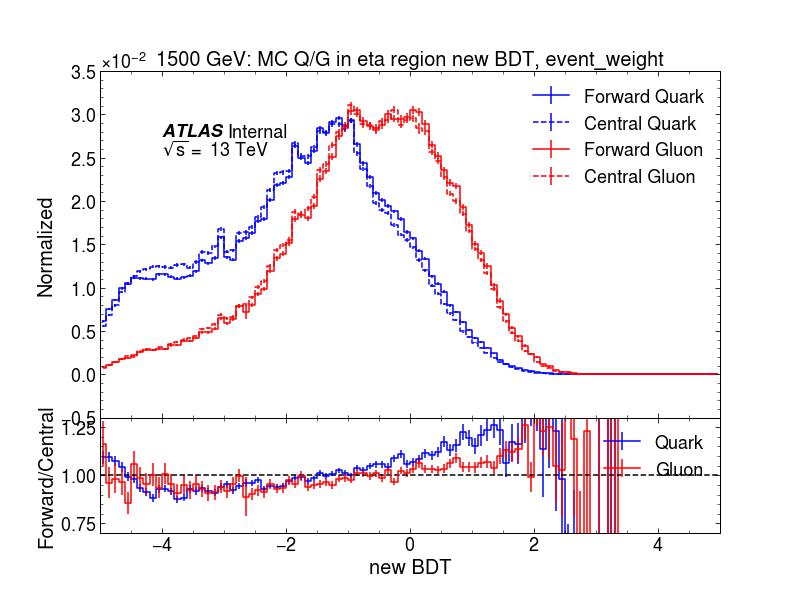 ×10⁻² 1500 GeV: MC Q/G in eta region new BDT, event_weight
3.5
3.0
2.5
2.0
1.5
1.0
0.5
0.0
0.5
Normalized
ATLAS Internal
√s = 13 TeV
Forward Quark
Central Quark
Forward Gluon
Central Gluon
1.25
1.00
0.75
Forward/Central
Quark
Gluon
−4 −2 0 2 4
new BDT